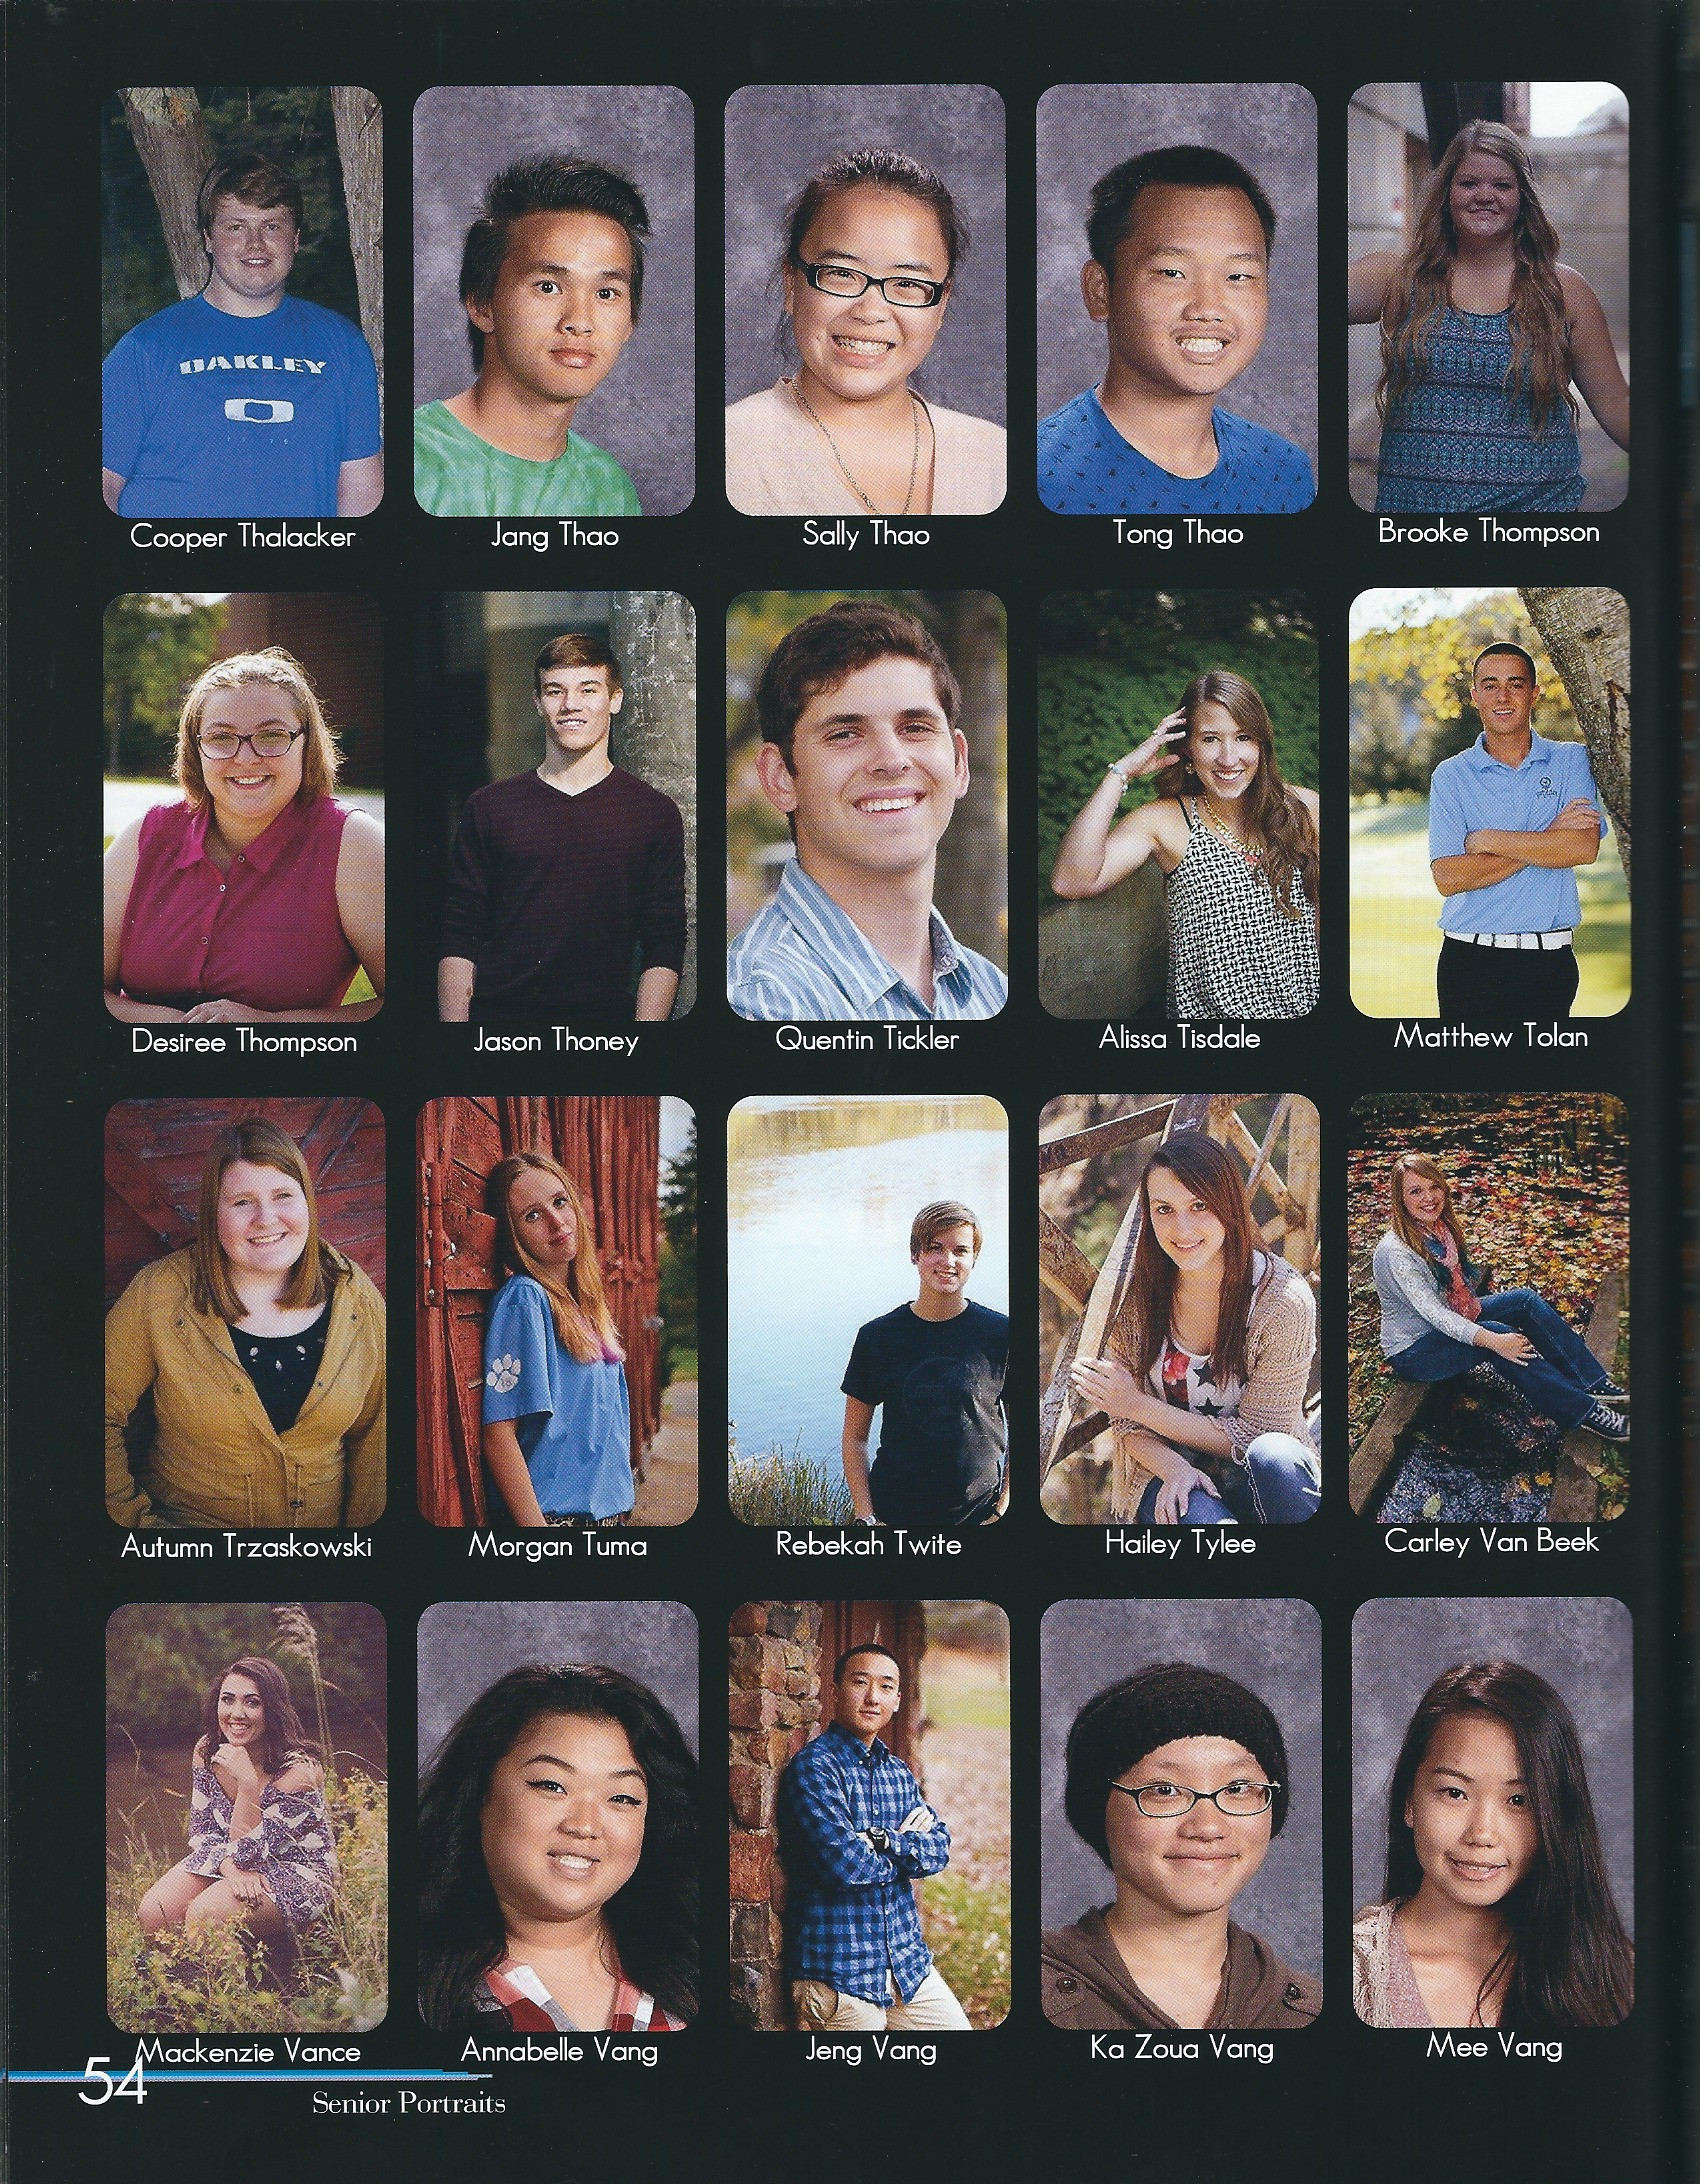 OAKLEY
Cooper Thalacker
Jang Thao
Sally Thao
Tong Thao
Brooke Thompson
Desiree Thompson
Jason Thoney
Quentin Tickler
Alissa Tisdale
Matthew Tolan
Autumn Trzaskowski
Morgan Tuma
Rebekah Twite
Hailey Tylee
Carley Van Beek
Mackenzie Vance
Annabelle Vang
Jeng Vang
Ka Zoua Vang
Mee Vang
54
Senior Portraits